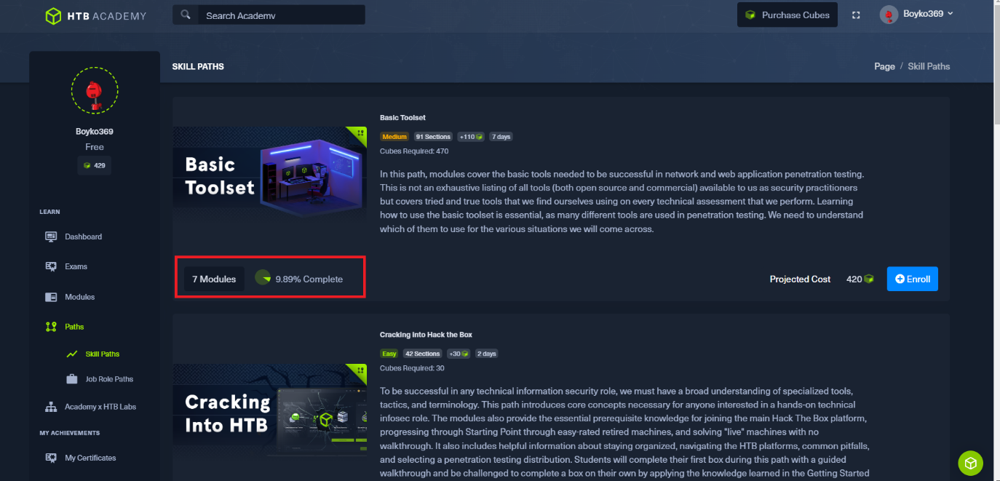 HTB ACADEMY
Search Academy
Purchase Cubes
Boyko369
Boyko369
Free
429
LEARN
Dashboard
Exams
Modules
Paths
Skill Paths
Job Role Paths
Academy x HTB Labs
MY ACHIEVEMENTS
My Certificates
SKILL PATHS
Page / Skill Paths
Basic
Toolset
Basic Toolset
Medium 91 Sections +110 7 days
Cubes Required: 470
In this path, modules cover the basic tools needed to be successful in network and web application penetration testing.
This is not an exhaustive listing of all tools (both open source and commercial) available to us as security practitioners
but covers tried and true tools that we find ourselves using on every technical assessment that we perform. Learning
how to use the basic toolset is essential, as many different tools are used in penetration testing. We need to understand
which of them to use for the various situations we will come across.
7 Modules 9.89% Complete
Projected Cost 420 Enroll
Cracking
Into HTB
Cracking into Hack the Box
Easy 42 Sections +30 2 days
Cubes Required: 30
To be successful in any technical information security role, we must have a broad understanding of specialized tools,
tactics, and terminology. This path introduces core concepts necessary for anyone interested in a hands-on technical
infosec role. The modules also provide the essential prerequisite knowledge for joining the main Hack The Box platform,
progressing through Starting Point through easy-rated retired machines, and solving "live" machines with no
walkthrough. It also includes helpful information about staying organized, navigating the HTB platforms, common pitfalls,
and selecting a penetration testing distribution. Students will complete their first box during this path with a guided
walkthrough and be challenged to complete a box on their own by applying the knowledge learned in the Getting Started